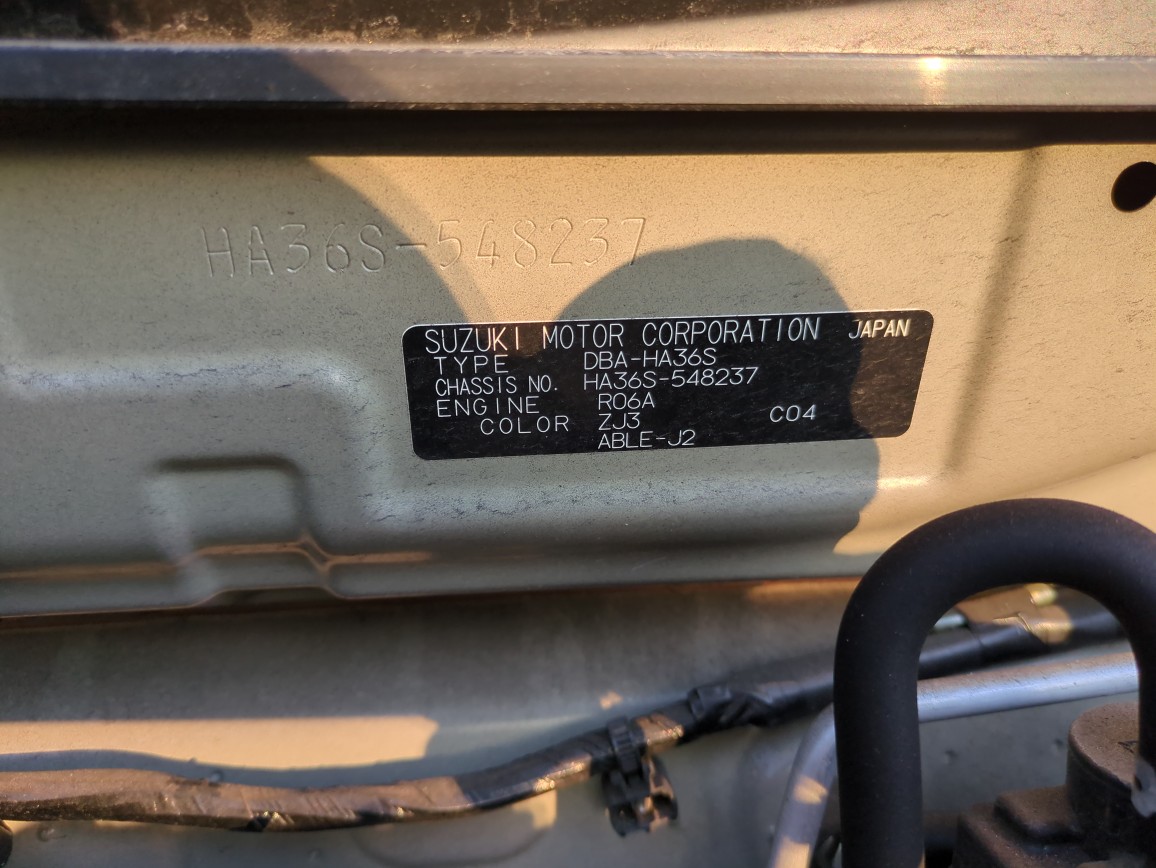 HA36S-548237
SUZUKI MOTOR CORPORATION JAPAN
TYPE DBA-HA36S
CHASSIS NO. HA36S-548237
ENGINE R06A
COLOR ZJ3 C04
ABLE-J2